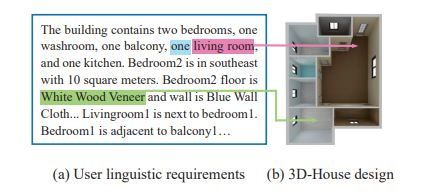 The building contains two bedrooms, one
washroom, one balcony, one living room,
and one kitchen. Bedroom2 is in southeast
with 10 square meters. Bedroom2 floor is
White Wood Veneer and wall is Blue Wall
Cloth... Livingroom1 is next to bedroom1.
Bedroom1 is adjacent to balcony1…
(a) User linguistic requirements (b) 3D-House design